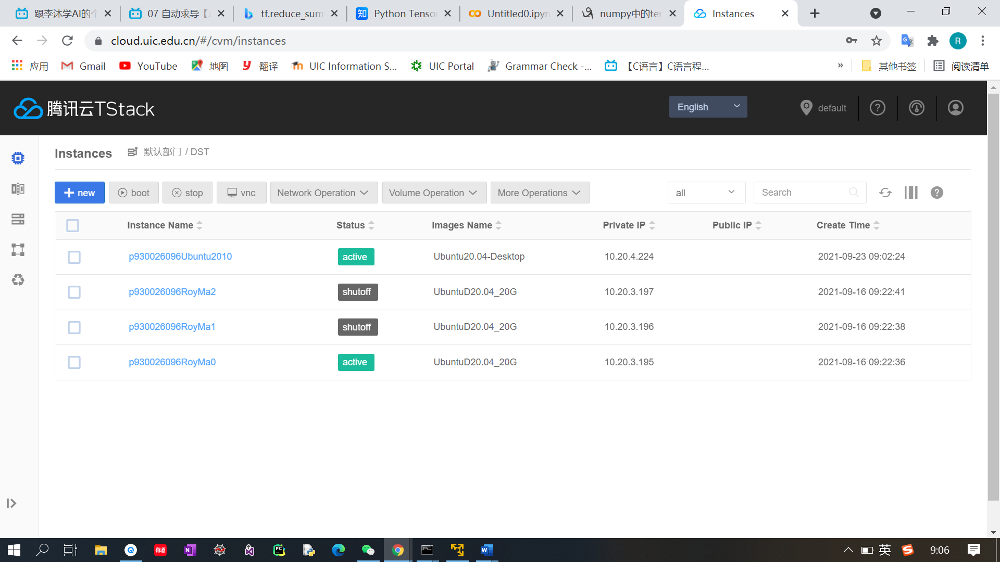 跟李沐学AI的个
07 自动求导【
tf.reduce_sum
Python Tensor
Untitled0.ipyn
numpy中的ter
Instances
cloud.uic.edu.cn/#/cvm/instances
R
应用
Gmail
YouTube
地图
翻译
UIC Information S...
UIC Portal
Grammar Check -...
【C语言】C语言程...
»
其他书签
阅读清单
腾讯云TStack
English
default
Instances
默认部门 / DST
new
boot
stop
vnc
Network Operation
Volume Operation
More Operations
all
Search
Instance Name Status Images Name Private IP Public IP Create Time
p930026096Ubuntu2010 active Ubuntu20.04-Desktop 10.20.4.224 2021-09-23 09:02:24
p930026096RoyMa2 shutoff UbuntuD20.04_20G 10.20.3.197 2021-09-16 09:22:41
p930026096RoyMa1 shutoff UbuntuD20.04_20G 10.20.3.196 2021-09-16 09:22:38
p930026096RoyMa0 active UbuntuD20.04_20G 10.20.3.195 2021-09-16 09:22:36
英
9:06